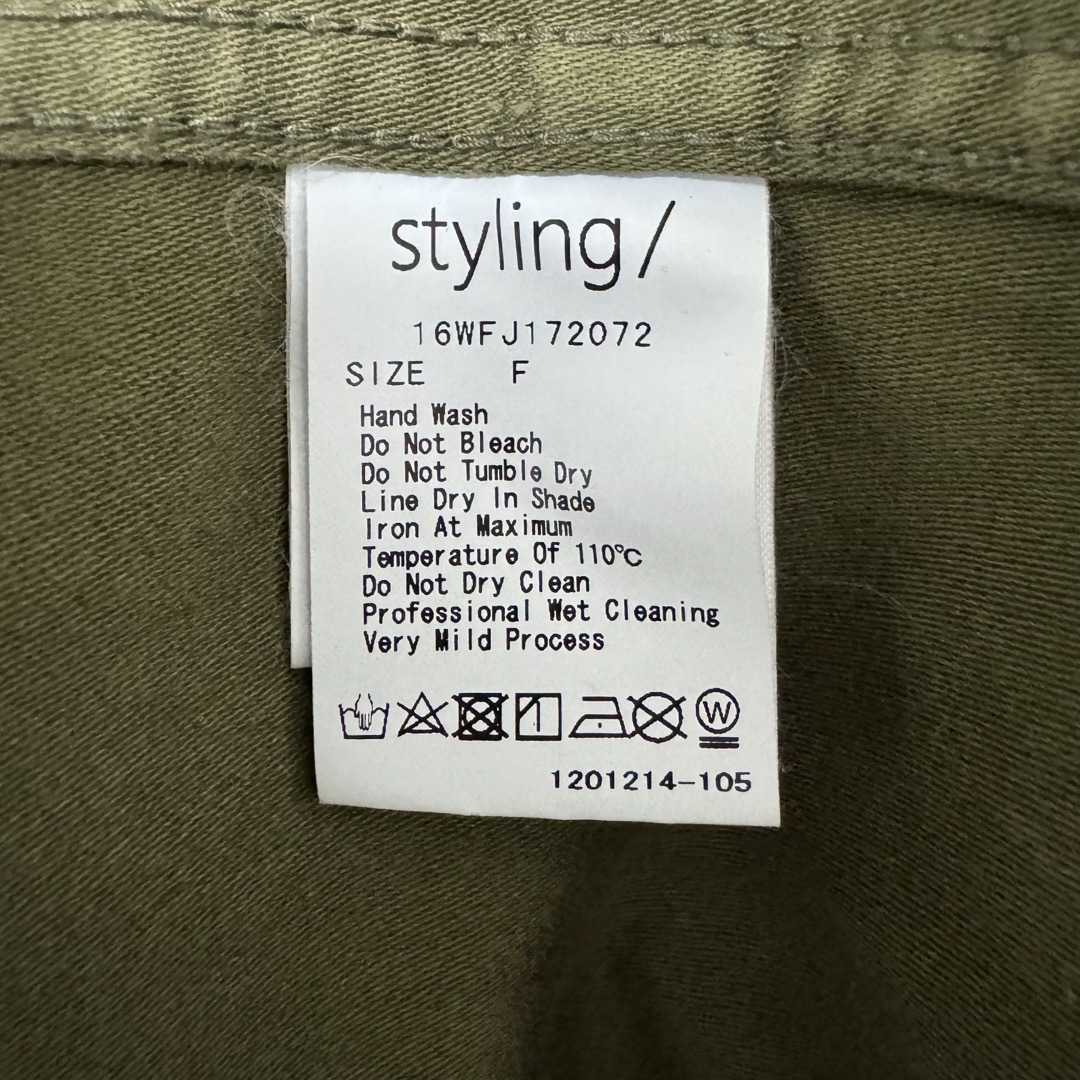 styling/
16WFJ172072
SIZE F
Hand Wash
Do Not Bleach
Do Not Tumble Dry
Line Dry In Shade
Iron At Maximum
Temperature Of 110℃
Do Not Dry Clean
Professional Wet Cleaning
Very Mild Process
W
1201214-105